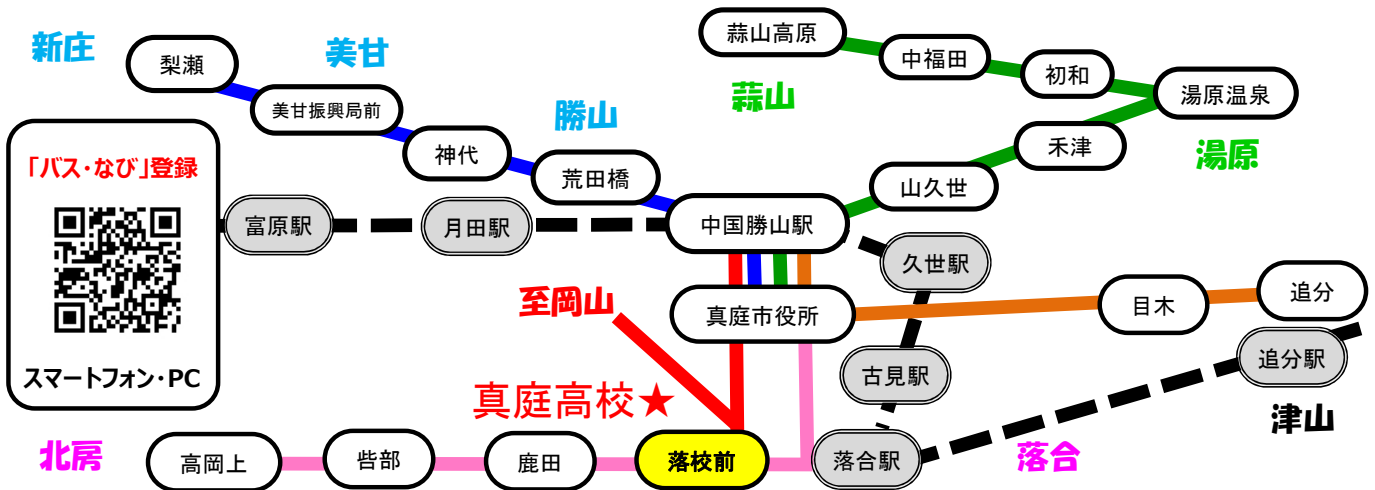 新庄
梨瀬
美甘
美甘振興局前
神代
勝山
荒田橋
蒜山高原
中福田
初和
湯原温泉
蒜山
湯原
禾津
山久世
「バス・なび」登録
スマートフォン・PC
富原駅
月田駅
中国勝山駅
久世駅
至岡山
真庭市役所
目木
追分
古見駅
追分駅
津山
真庭高校★
北房
高岡上
呰部
鹿田
落校前
落合駅
落合